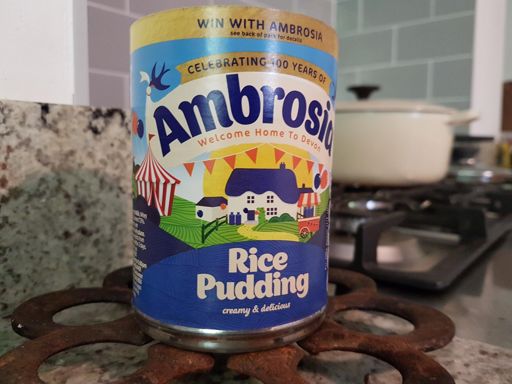 WIN WITH AMBROSIA
see back of pack for details
CELEBRATING 100 YEARS OF
Ambrosia
Welcome Home To Devon
Rice
Pudding
creamy & delicious